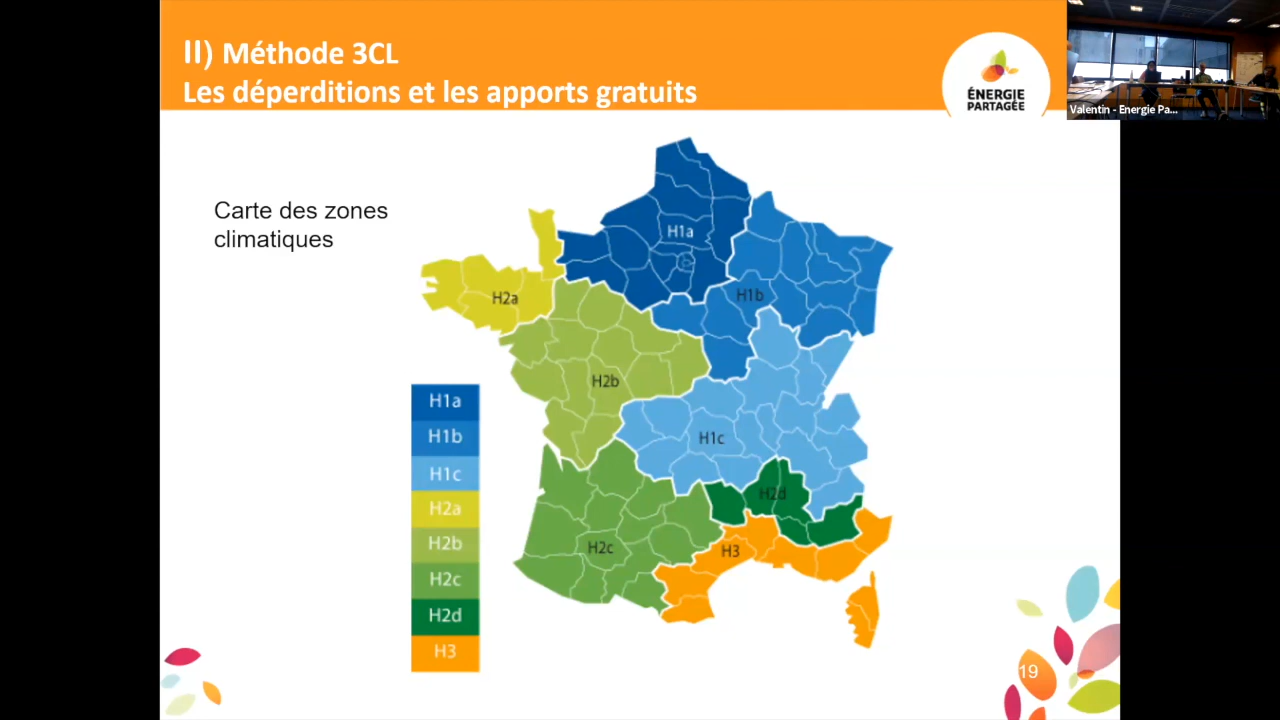 II) Méthode 3CL
Les déperditions et les apports gratuits
ÉNERGIE
PARTAGÉE
Valentin - Energie Pa...
Carte des zones
climatiques
H1a
H1b
H2a
H2b
H1c
H2d
H2c
H3
H1a
H1b
H1c
H2a
H2b
H2c
H2d
H3
19